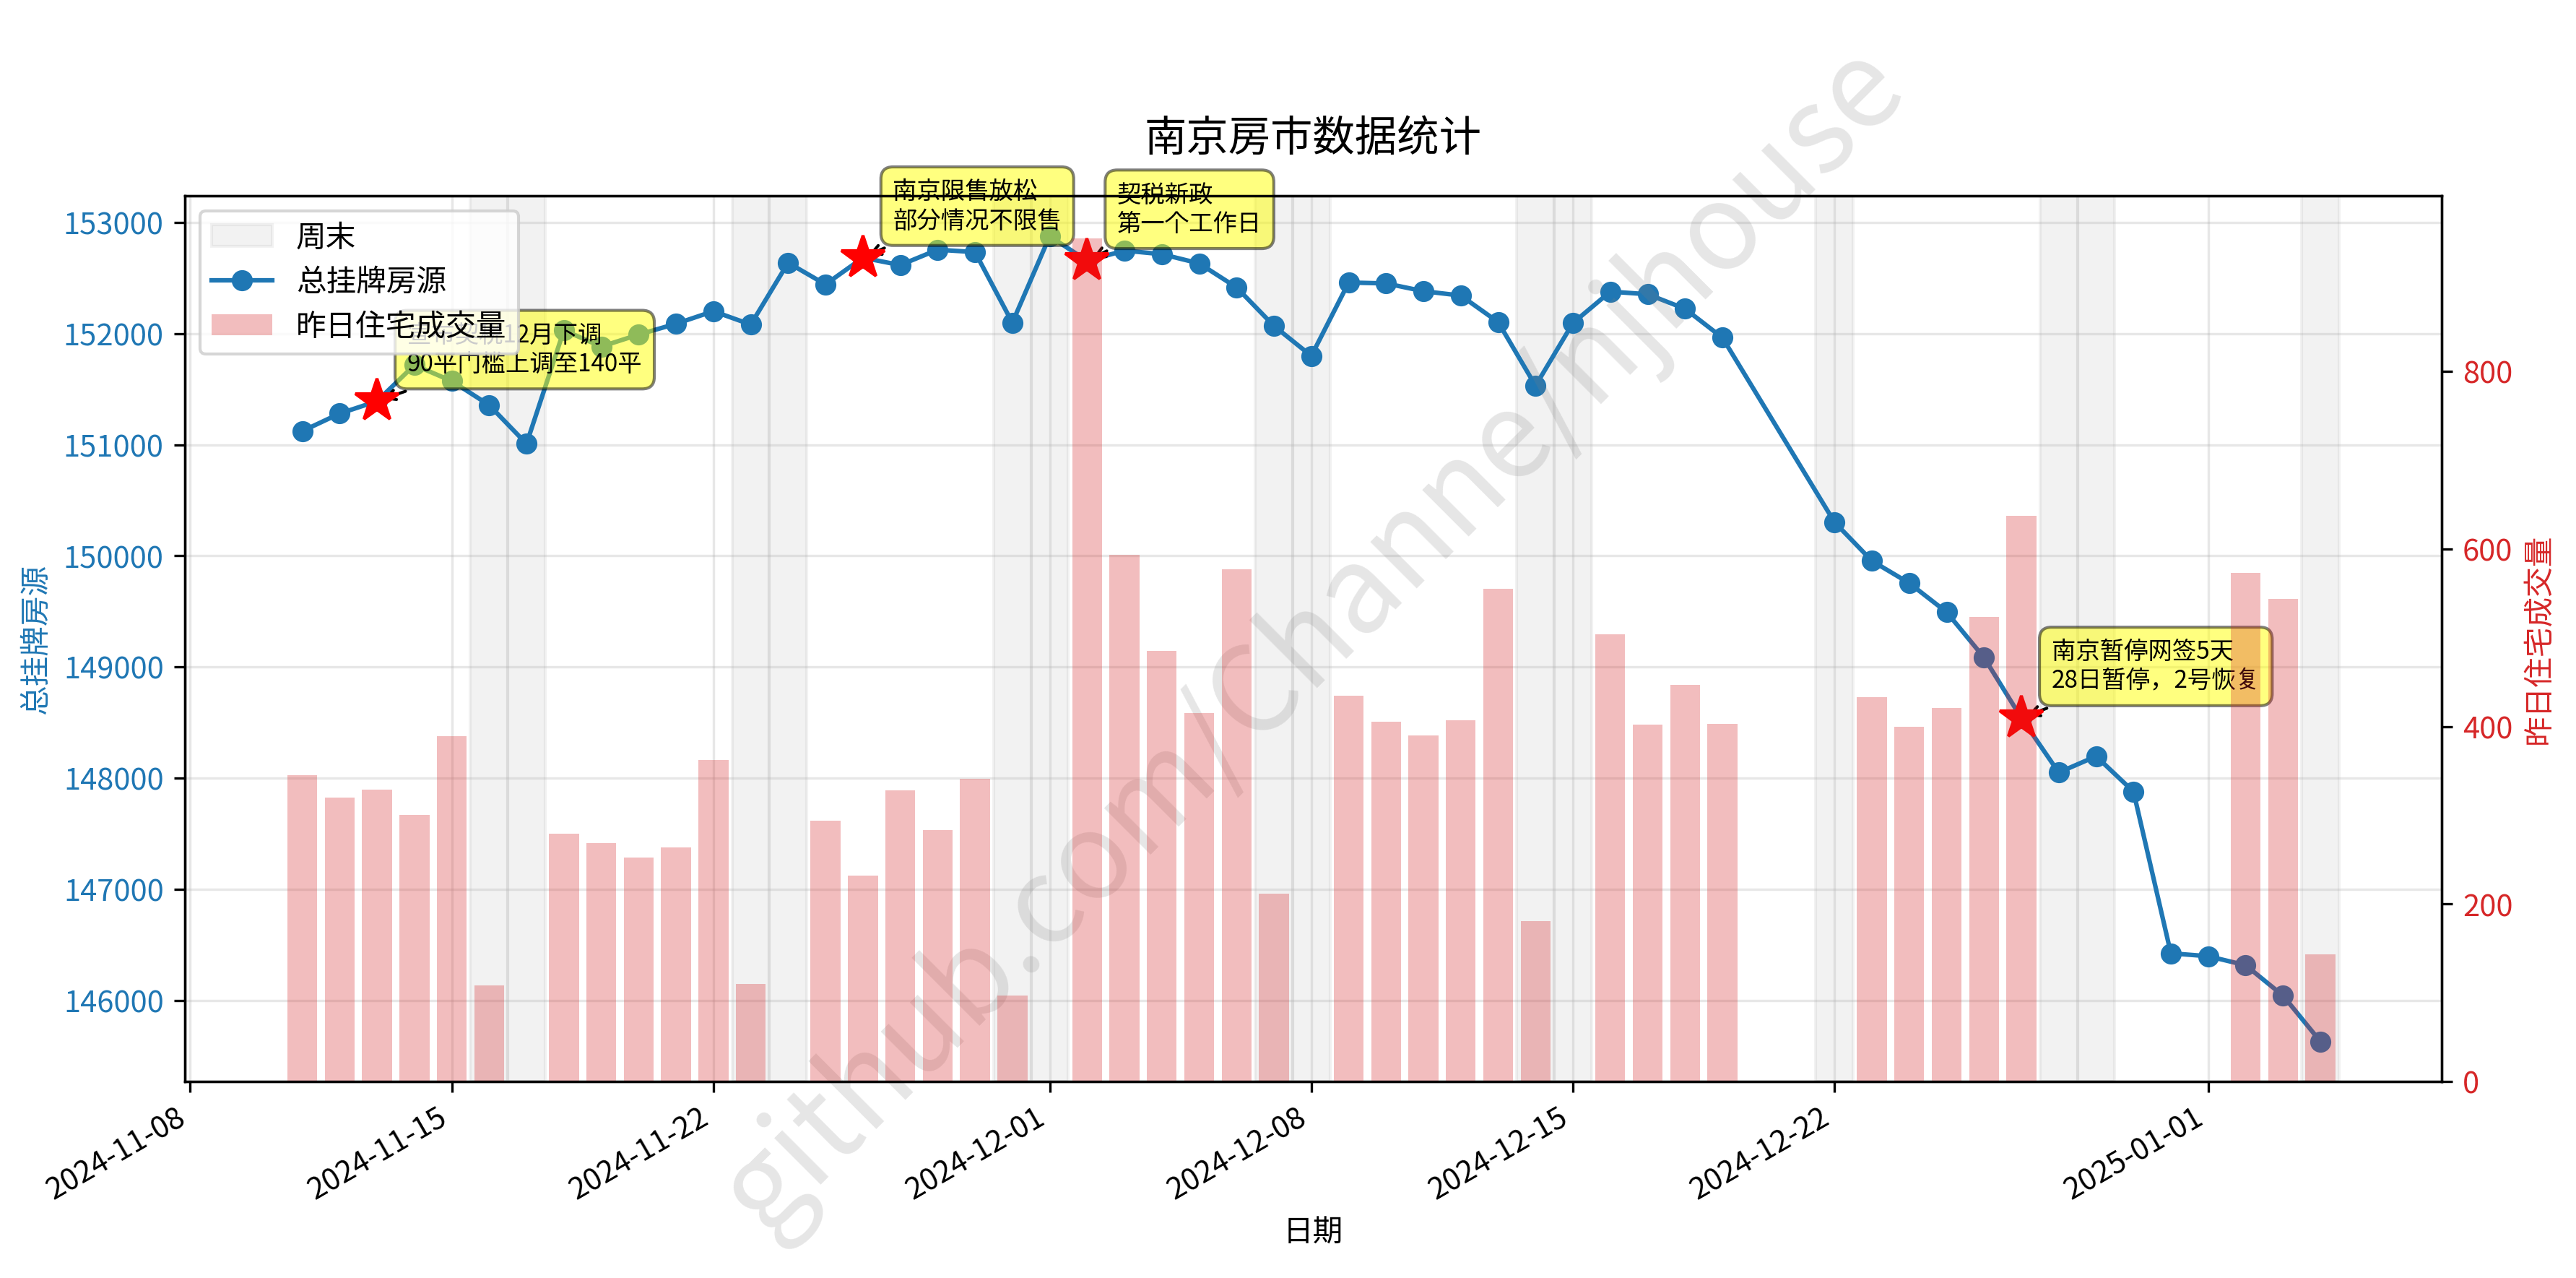 南京房市数据统计
南京限售放松
部分情况不限售
契税新政
第一个工作日
周末
总挂牌房源
昨日住宅成交量
12月下调
90平门槛上调至140平
南京暂停网签5天
28日暂停，2号恢复
153000
152000
151000
150000
149000
148000
147000
146000
总挂牌房源
800
600
400
200
0
昨日住宅成交量
2024-11-08
2024-11-15
2024-11-22
2024-12-01
2024-12-08
2024-12-15
2024-12-22
2025-01-01
日期
github.com/Channe/njhouse